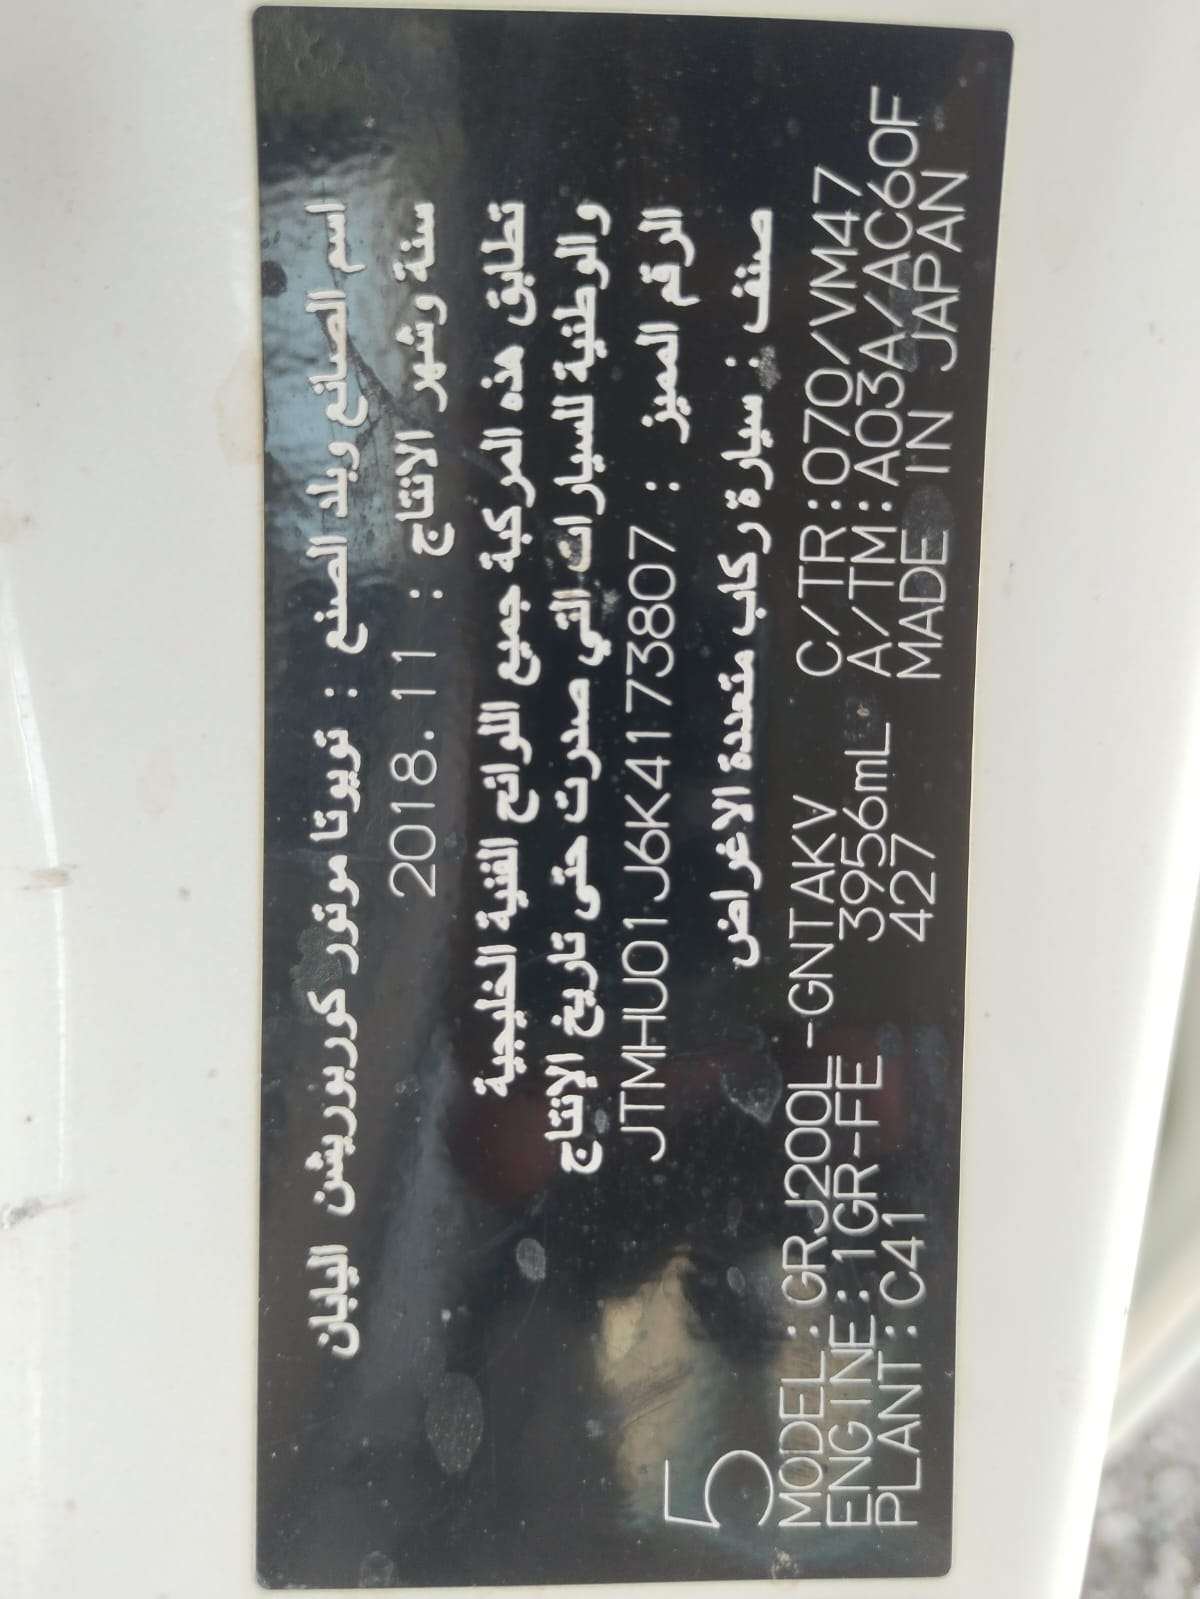 اسم الصانع وبلد الصنع : تويوتا موتور كوربوريشن اليابان
سنة وشهر الانتاج : 2018.11
تطابق هذه المركبة جميع اللوائح الفنية الخليجية
والوطنية للسيارات التي صدرت حتى تاريخ الإنتاج
الرقم المميز : JTMHU01J6K4173807
صنف : سيارة ركاب متعددة الاغراض
5
MODEL:GRJ200L-GNTAKV C/TR:070/VM47
ENGINE:1GR-FE 3956mL A/TM:A03A/AC60F
PLANT:C41 427 MADE IN JAPAN